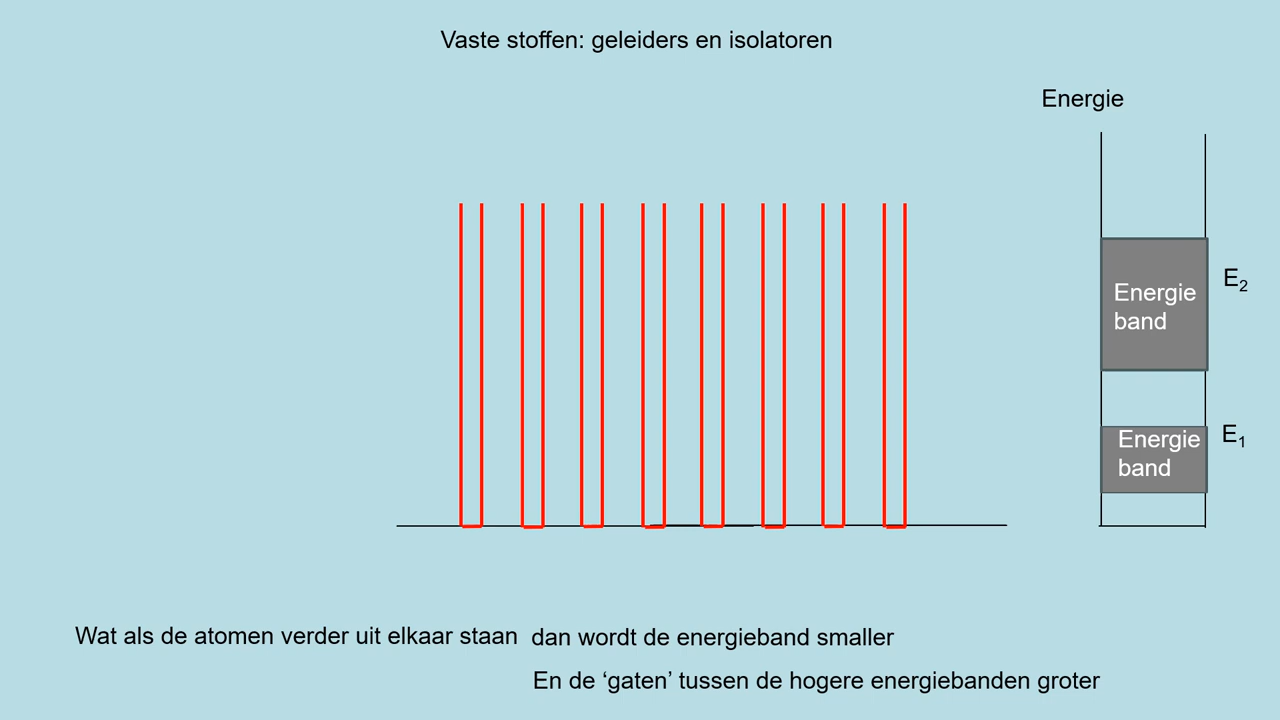 Vaste stoffen: geleiders en isolatoren
Energie
E₂
Energie
band
E₁
Energie
band
Wat als de atomen verder uit elkaar staan dan wordt de energieband smaller
En de ‘gaten’ tussen de hogere energiebanden groter